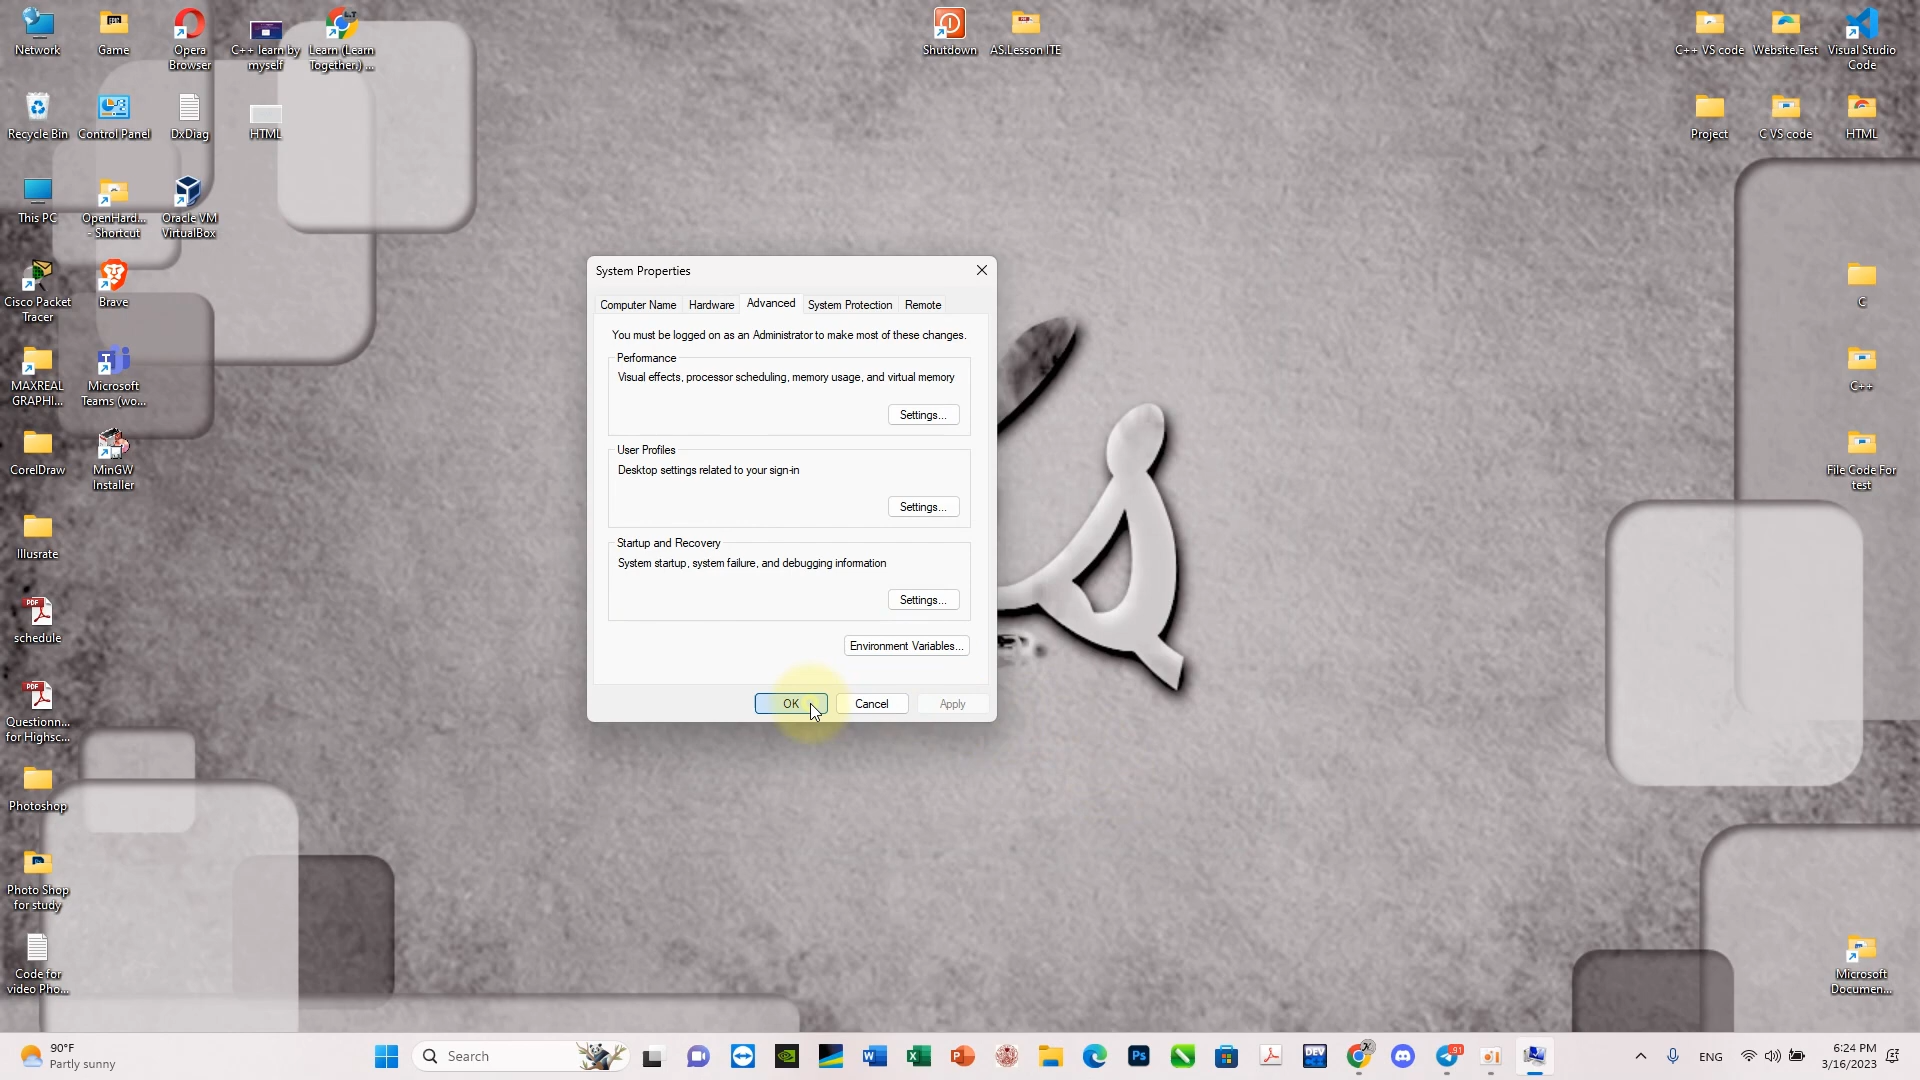 Network
Game
Opera
Browser
C++ learn by
myself
Learn (Learn
Together.) ...
Shutdown
AS.Lesson ITE
C++ VS code
Website.Test
Visual Studio
Code
Recycle Bin
Control Panel
DxDiag
HTML
Project
C VS code
HTML
This PC
OpenHard...
- Shortcut
Oracle VM
VirtualBox
Cisco Packet
Tracer
Brave
C
MAXREAL
GRAPHI...
Microsoft
Teams (wo...
C++
CorelDraw
MinGW
Installer
File Code For
test
Illusrate
schedule
Questionn...
for Highsc...
Photoshop
Photo Shop
for study
Code for
video Pho...
Microsoft
Documen...
System Properties
Computer Name
Hardware
Advanced
System Protection
Remote
You must be logged on as an Administrator to make most of these changes.
Performance
Visual effects, processor scheduling, memory usage, and virtual memory
Settings...
User Profiles
Desktop settings related to your sign-in
Settings...
Startup and Recovery
System startup, system failure, and debugging information
Settings...
Environment Variables...
OK
Cancel
Apply
90°F
Partly sunny
Search
Ps
DEV
91
ENG
6:24 PM
3/16/2023